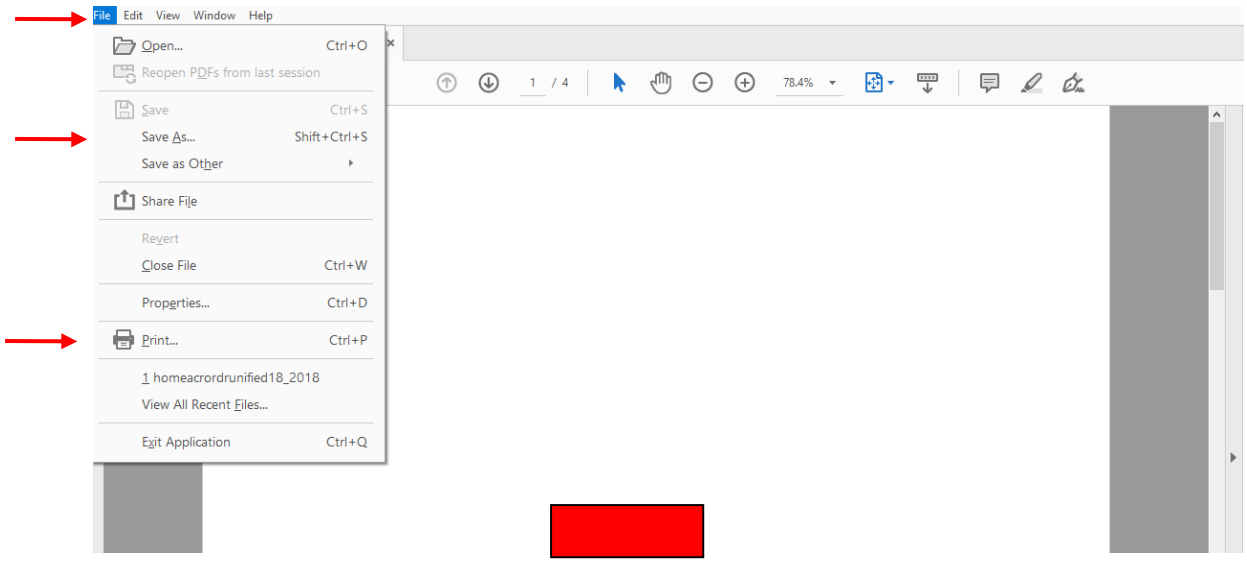 File Edit View Window Help
Open... Ctrl+O
Reopen PDFs from last session
1 / 4 78.4%
Save Ctrl+S
Save As... Shift+Ctrl+S
Save as Other
Share File
Revert
Close File Ctrl+W
Properties... Ctrl+D
Print... Ctrl+P
1 homeacrordrunified18_2018
View All Recent Files...
Exit Application Ctrl+Q